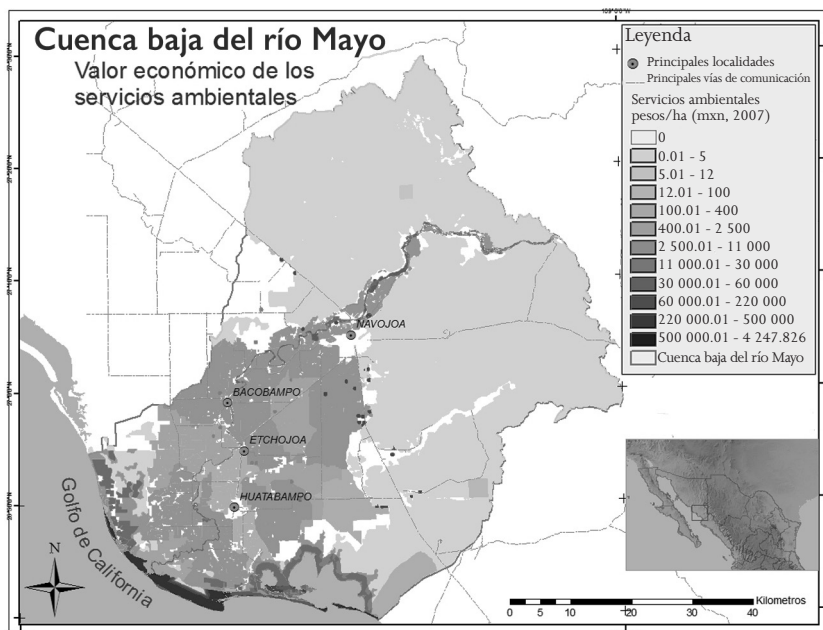 Cuenca baja del río Mayo
Valor económico de los
servicios ambientales
Leyenda
Principales localidades
Principales vías de comunicación
Servicios ambientales
pesos/ha (mxn, 2007)
0
0.01 - 5
5.01 - 12
12.01 - 100
100.01 - 400
400.01 - 2 500
2 500.01 - 11 000
11 000.01 - 30 000
30 000.01 - 60 000
60 000.01 - 220 000
220 000.01 - 500 000
500 000.01 - 4 247.826
Cuenca baja del río Mayo
NAVOJOA
BACOBAMPO
ETCHOJOA
HUATABAMPO
Golfo de California
N
0 5 10 20 30 40 Kilometros